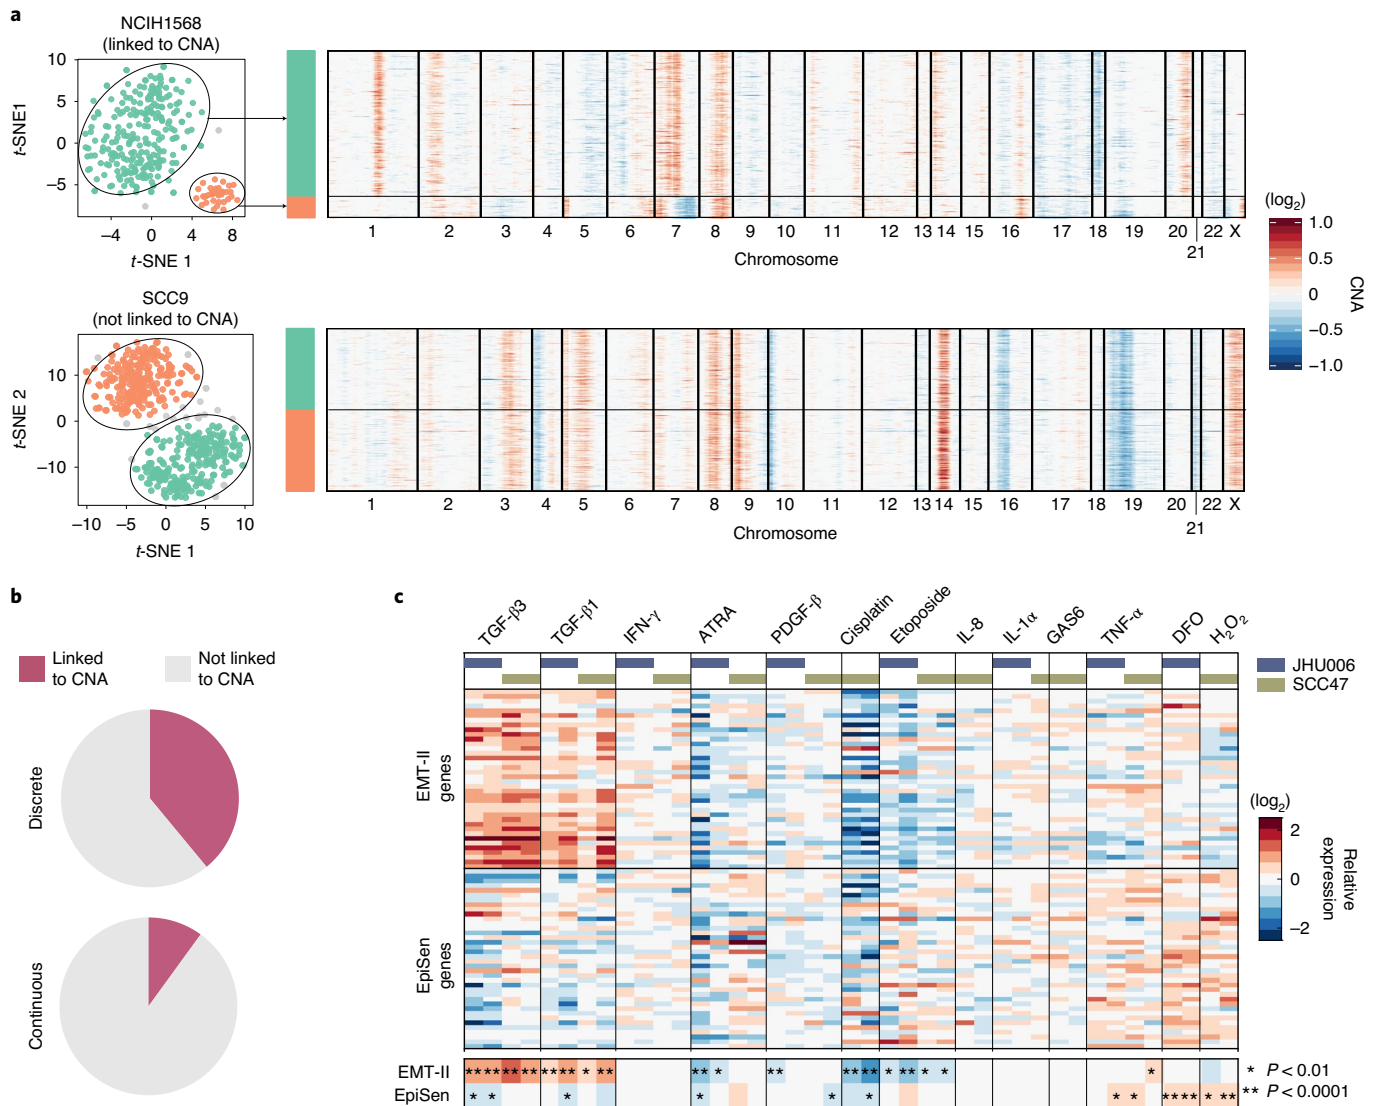 a
NCIH1568
(linked to CNA)
t-SNE1
10
5
0
−5
−4 0 4 8
t-SNE 1
1 2 3 4 5 6 7 8 9 10 11 12 13 14 15 16 17 18 19 20 21 22 X
Chromosome
(log2)
1.0
0.5
0
−0.5
−1.0
CNA
SCC9
(not linked to CNA)
t-SNE 2
10
0
−10
−10 −5 0 5 10
t-SNE 1
1 2 3 4 5 6 7 8 9 10 11 12 13 14 15 16 17 18 19 20 21 22 X
Chromosome
b
Linked
to CNA
Not linked
to CNA
Discrete
Continuous
c
TGF-β3 TGF-β1 IFN-γ ATRA PDGF-β Cisplatin Etoposide IL-8 IL-1α GAS6 TNF-α DFO H2O2
JHU006
SCC47
EMT-II
genes
EpiSen
genes
(log2)
2
0
−2
Relative
expression
EMT-II ** ** ** ** ** ** * ** ** * ** ** ** * ** * * *
EpiSen * * * * * * * * ** ** * **
* P < 0.01
** P < 0.0001